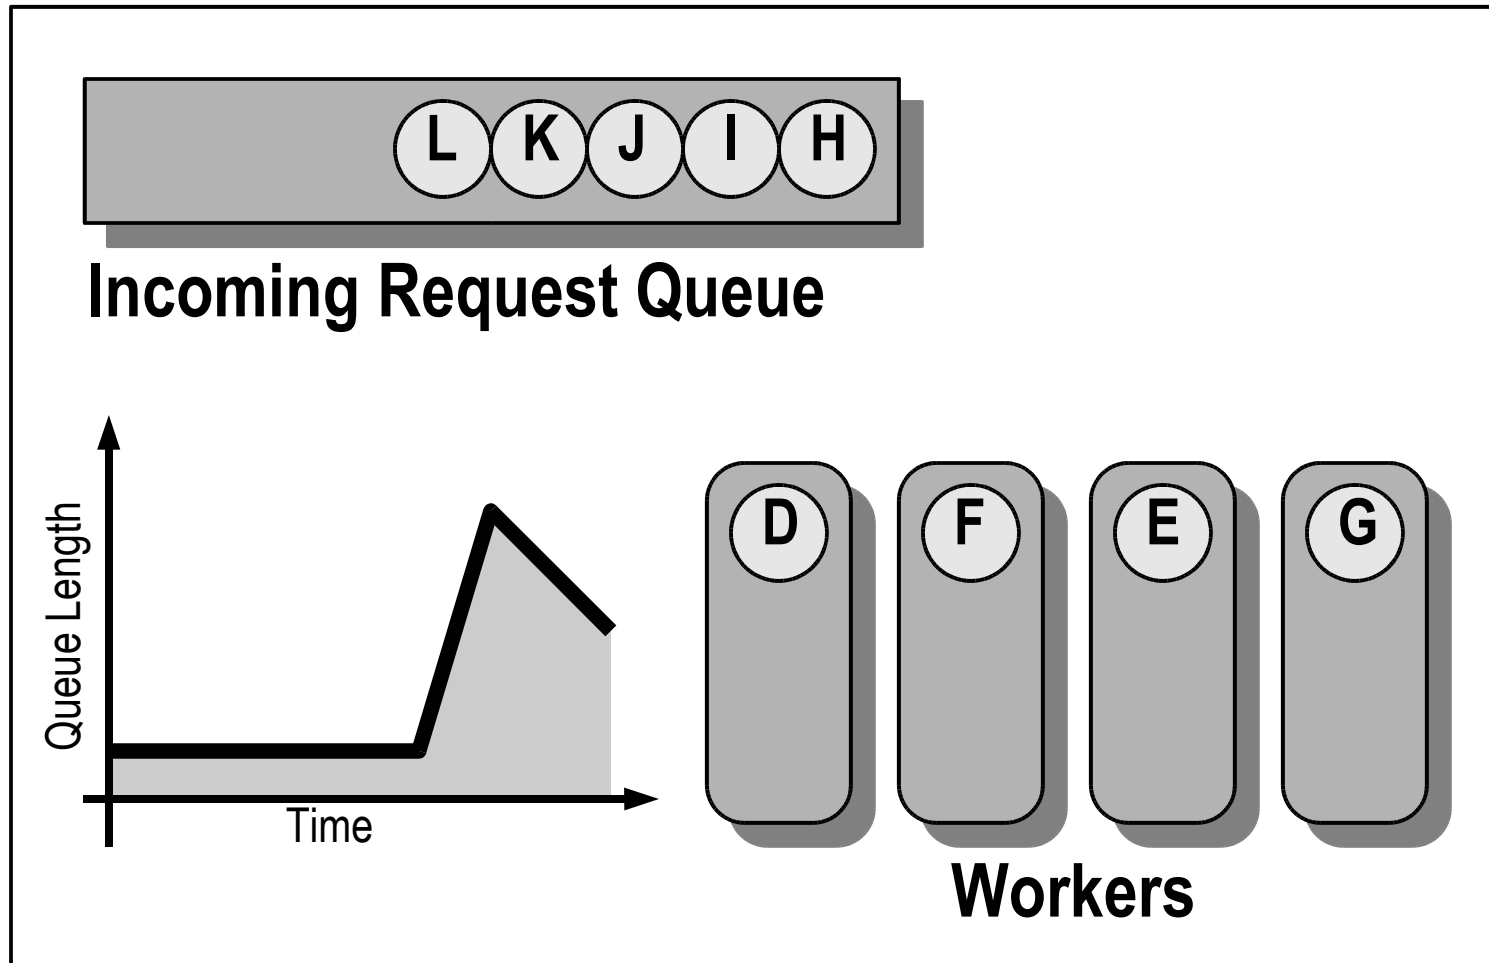 L K J I H
Incoming Request Queue
Queue Length
Time
D F E G
Workers